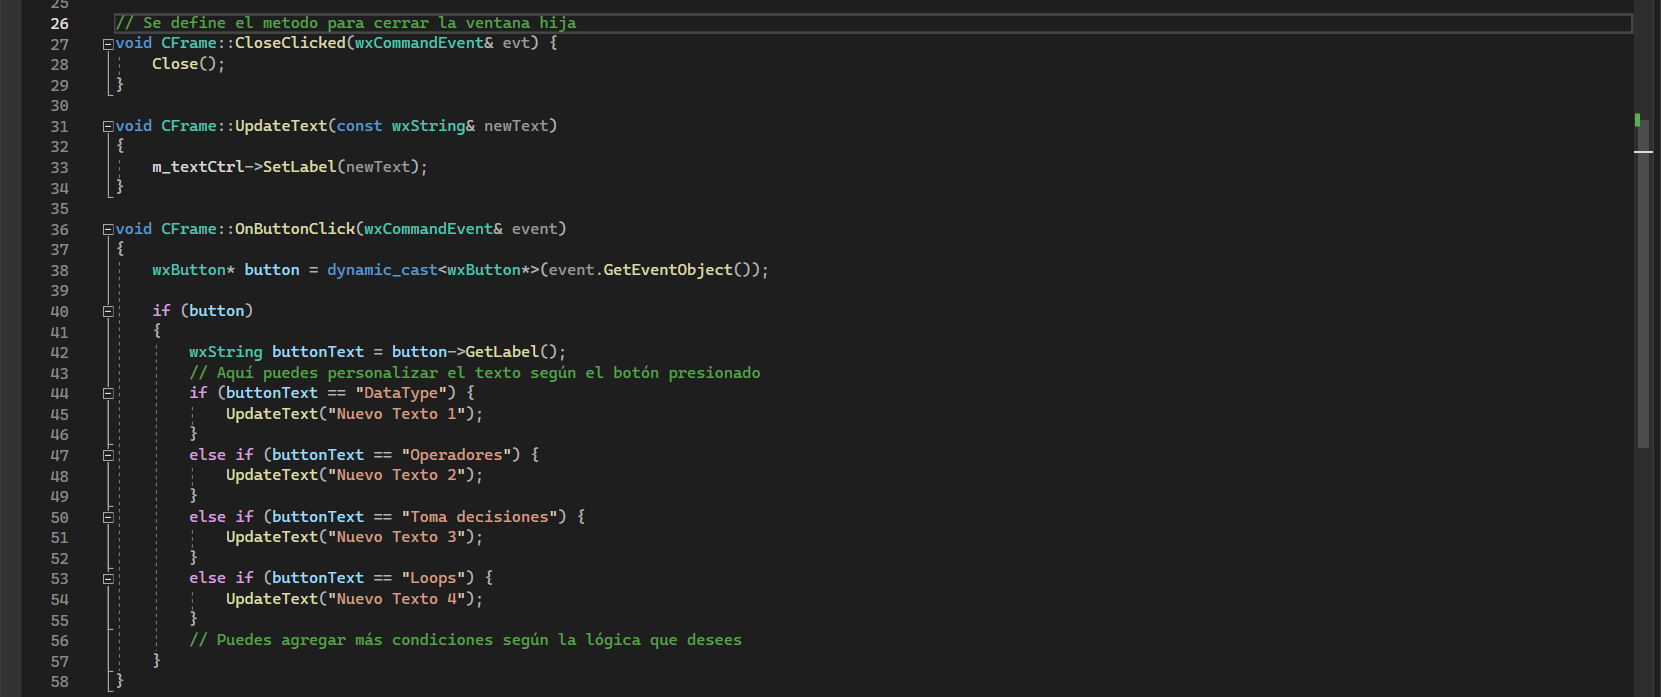 25
26 // Se define el metodo para cerrar la ventana hija
27 void CFrame::CloseClicked(wxCommandEvent& evt) {
28 Close();
29 }
30
31 void CFrame::UpdateText(const wxString& newText)
32 {
33 m_textCtrl->SetLabel(newText);
34 }
35
36 void CFrame::OnButtonClick(wxCommandEvent& event)
37 {
38 wxButton* button = dynamic_cast<wxButton*>(event.GetEventObject());
39
40 if (button)
41 {
42 wxString buttonText = button->GetLabel();
43 // Aquí puedes personalizar el texto según el botón presionado
44 if (buttonText == "DataType") {
45 UpdateText("Nuevo Texto 1");
46 }
47 else if (buttonText == "Operadores") {
48 UpdateText("Nuevo Texto 2");
49 }
50 else if (buttonText == "Toma decisiones") {
51 UpdateText("Nuevo Texto 3");
52 }
53 else if (buttonText == "Loops") {
54 UpdateText("Nuevo Texto 4");
55 }
56 // Puedes agregar más condiciones según la lógica que desees
57 }
58 }